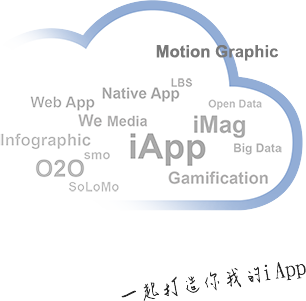 Motion Graphic
LBS
Native App
Web App
Open Data
We Media
iMag
Infographic
iApp
Big Data
smo
O2O
Gamification
SoLoMo
一起打造你我的i App